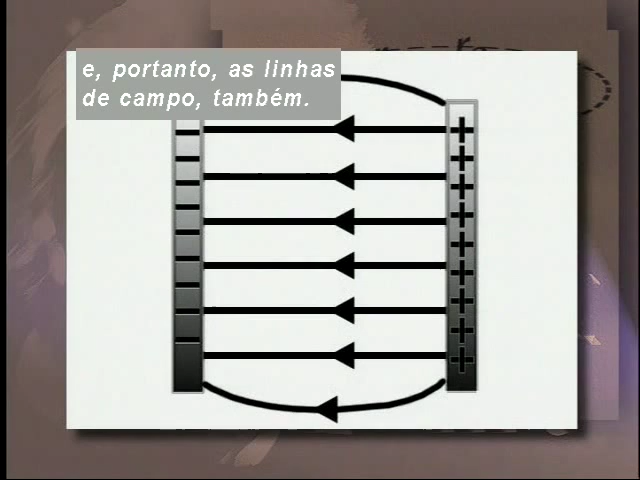 e, portanto, as linhas
de campo, também.